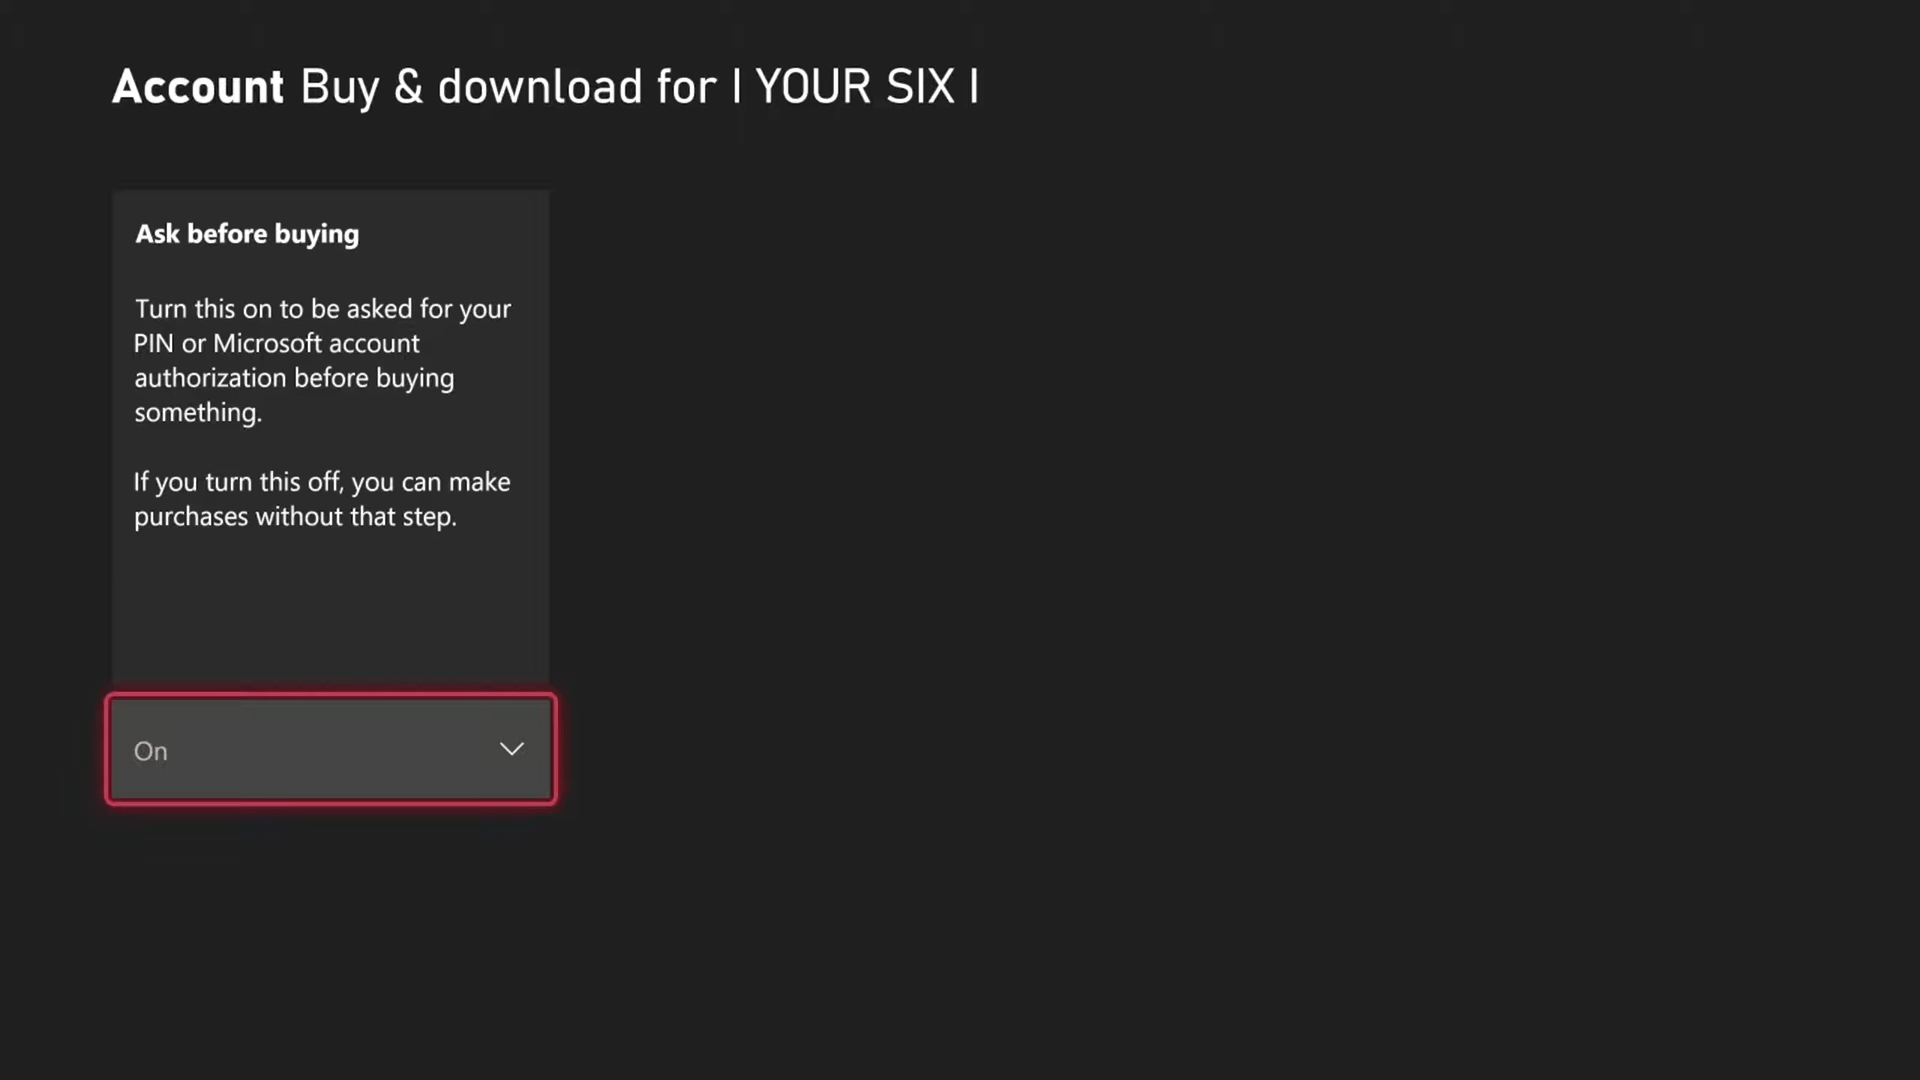 Account Buy & download for I YOUR SIX I
Ask before buying
Turn this on to be asked for your
PIN or Microsoft account
authorization before buying
something.
If you turn this off, you can make
purchases without that step.
On